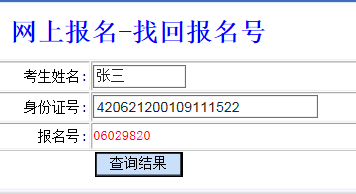 网上报名-找回报名号
考生姓名: 张三
身份证号: 420621200109111522
报名号: 06029820
查询结果